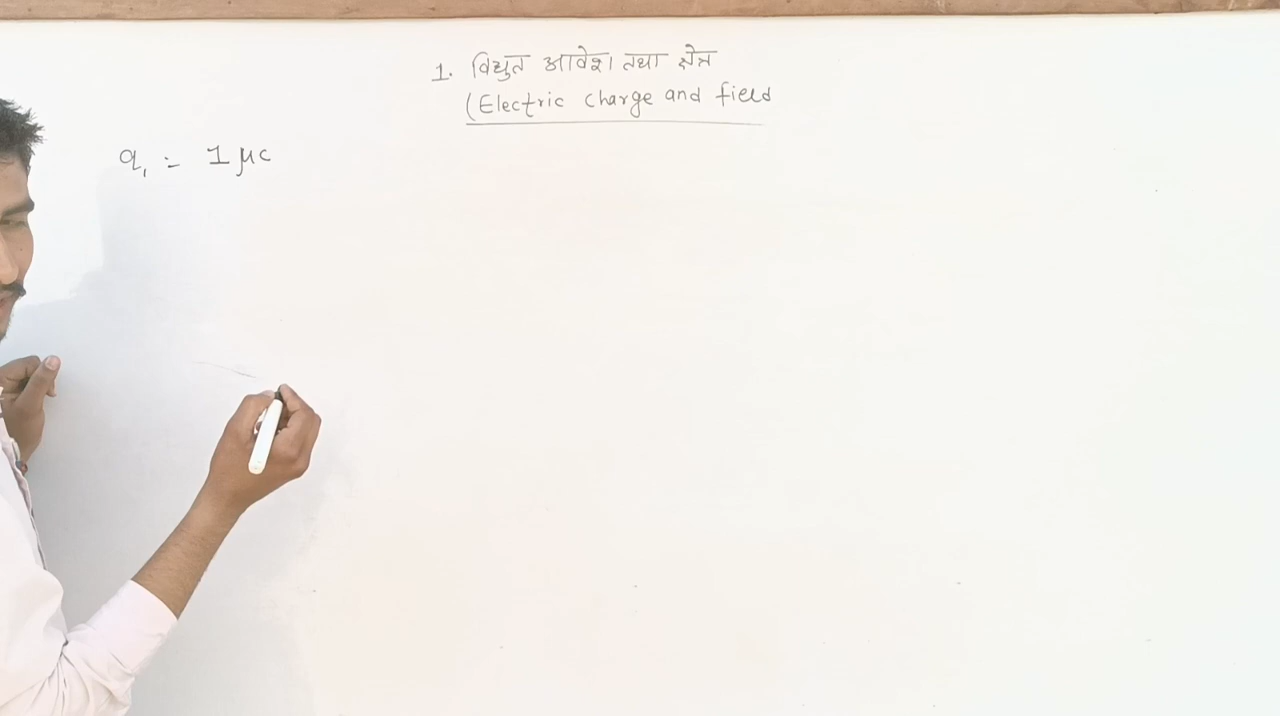 1. विद्युत आवेश तथा क्षेत्र
(Electric charge and field
q₁ = 1 μc